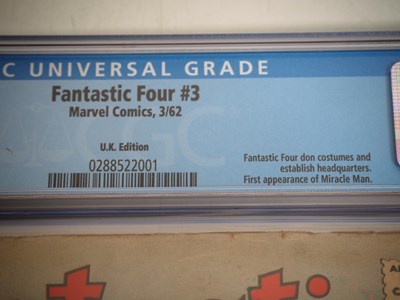 C UNIVERSAL GRADE
Fantastic Four #3
Marvel Comics, 3/62
U.K. Edition
0288522001
Fantastic Four don costumes and
establish headquarters.
First appearance of Miracle Man.
CGC